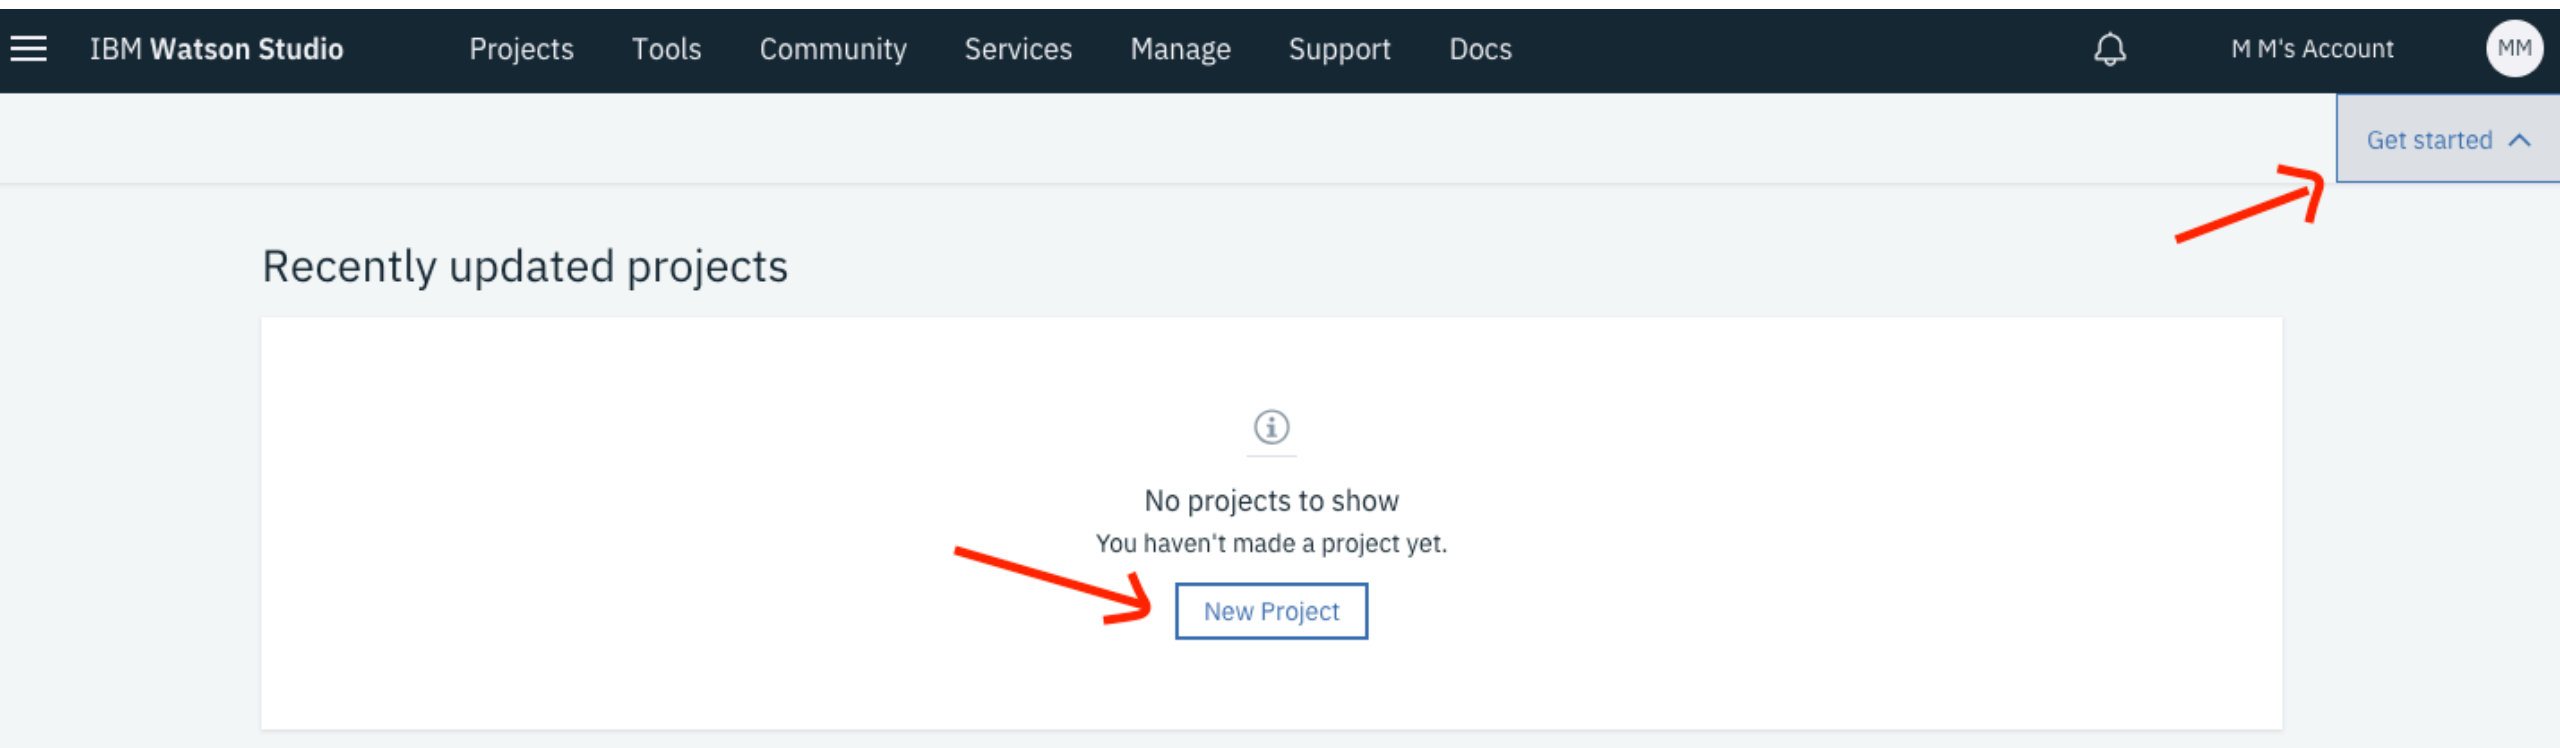 IBM Watson Studio Projects Tools Community Services Manage Support Docs M M's Account MM
Get started
Recently updated projects
No projects to show
You haven't made a project yet.
New Project